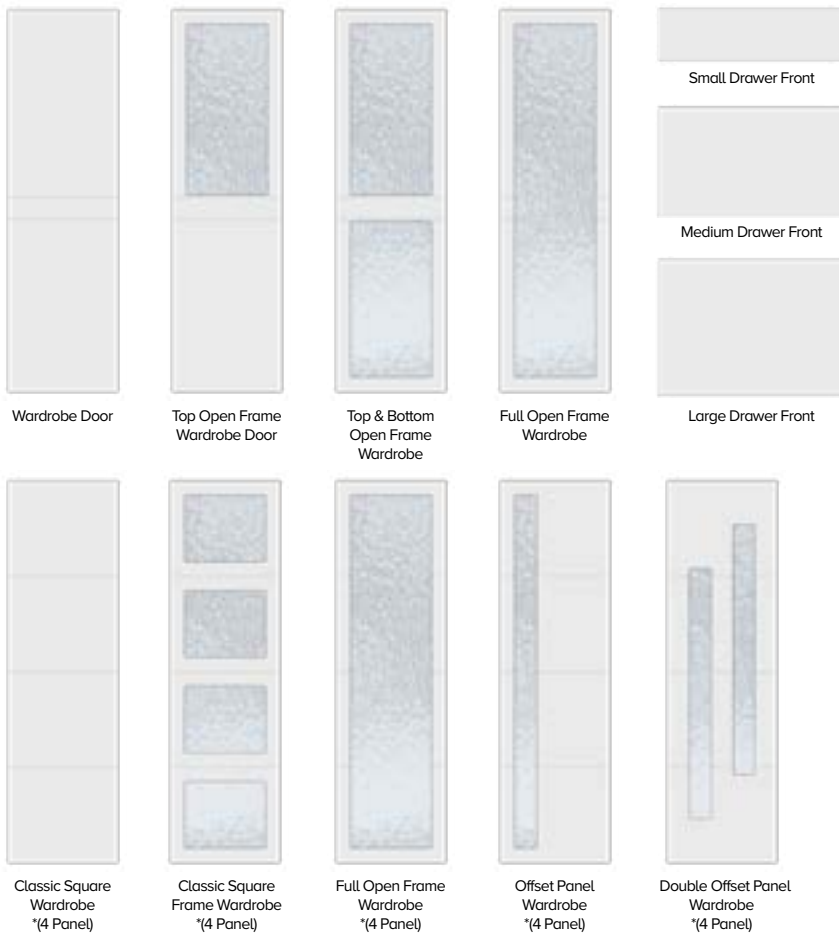 Small Drawer Front
Medium Drawer Front
Wardrobe Door
Top Open Frame
Wardrobe Door
Top & Bottom
Open Frame
Wardrobe
Full Open Frame
Wardrobe
Large Drawer Front
Classic Square
Wardrobe
*(4 Panel)
Classic Square
Frame Wardrobe
*(4 Panel)
Full Open Frame
Wardrobe
*(4 Panel)
Offset Panel
Wardrobe
*(4 Panel)
Double Offset Panel
Wardrobe
*(4 Panel)